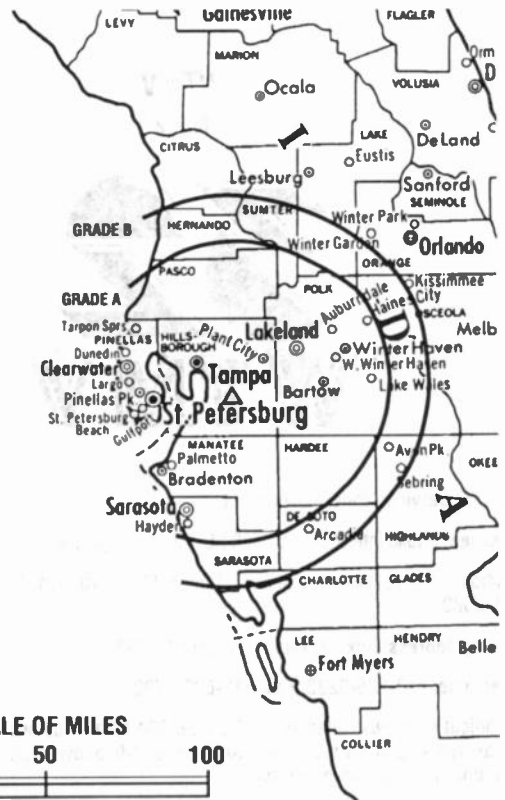 Gainesville
LEVY
FLAGLER
MARION
Orm
D
VOLUSIA
Ocala
DeLand
I
LAKE
CITRUS
Eustis
Leesburg
Sanford
SEMINOLE
SUMTER
Winter Park
GRADE B
HERNANDO
Orlando
Winter Garden
ORANGE
PASCO
Kissimmee
POLK
GRADE A
Auburndale
Haines City
OSCEOLA
D
Tarpon Sprs.
PINELLAS
HILLS-
BOROUGH
Plant City
Lakeland
Melb
Dunedin
Winter Haven
Clearwater
W. Winter Haven
Tampa
Largo
Bartow
Lake Wales
Pinellas Pk.
St. Petersburg
St. Petersburg
Beach
Gulfport
MANATEE
HARDEE
Avon Pk.
Palmetto
OKEE
Bradenton
Sebring
A
Sarasota
DE SOTO
Hayden
Arcadia
HIGHLANDS
SARASOTA
CHARLOTTE
GLADES
LEE
HENDRY
Belle
Fort Myers
LE OF MILES
50
100
COLLIER